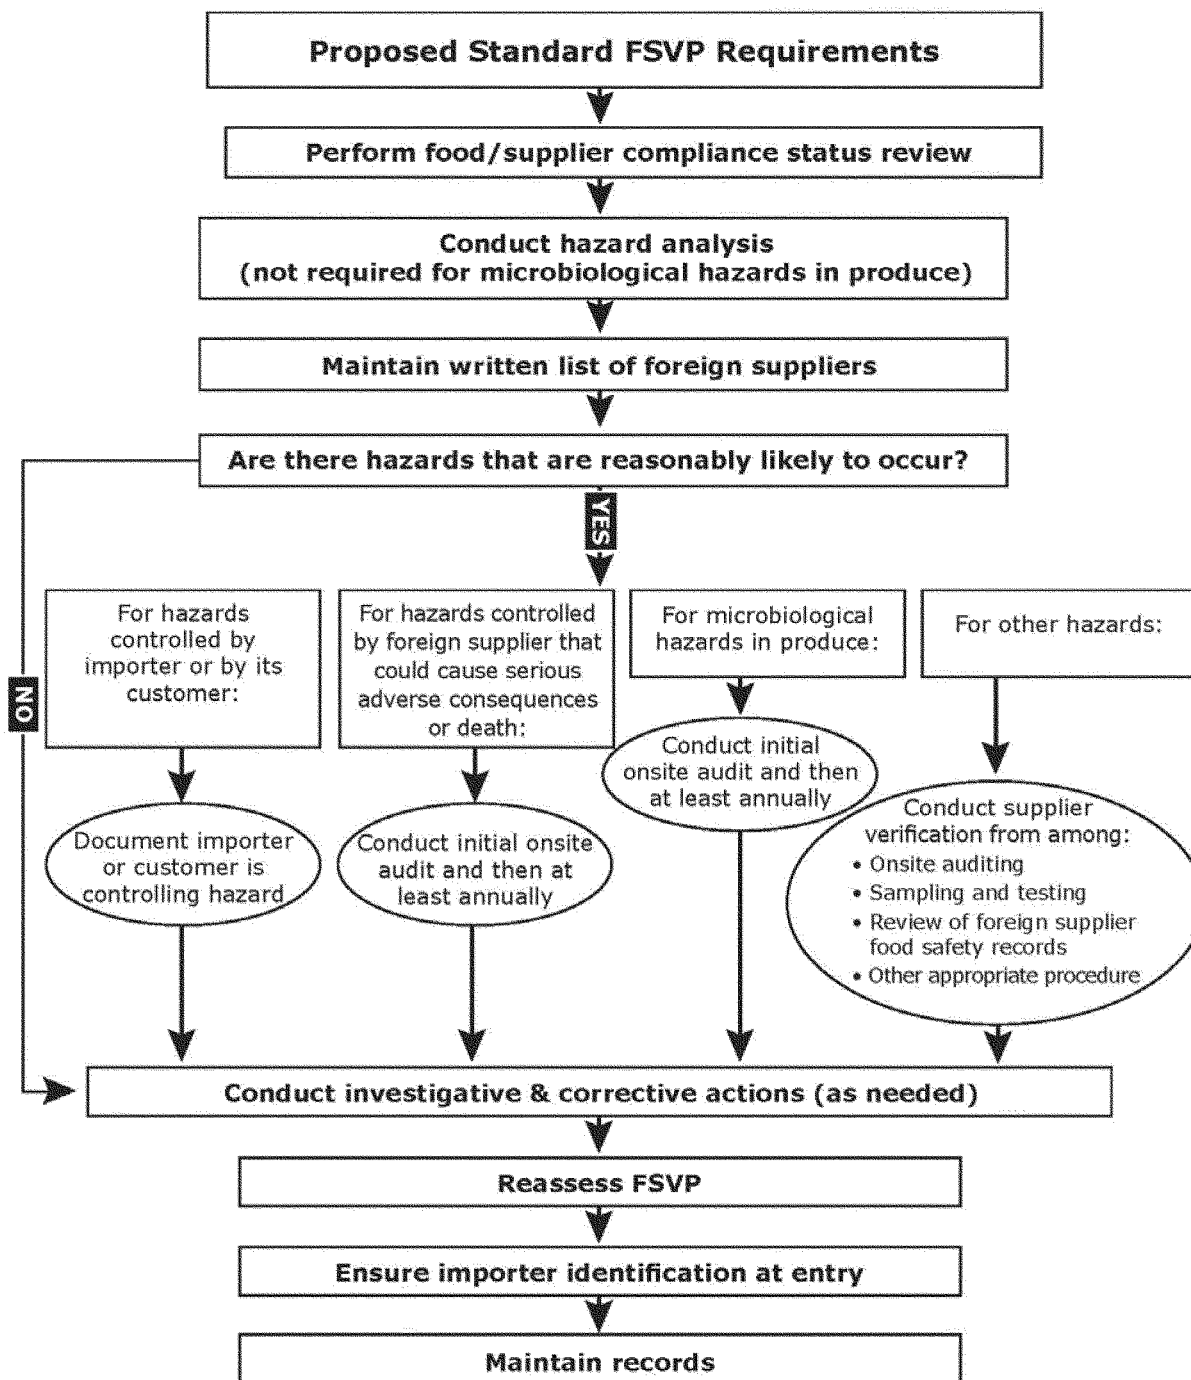 Proposed Standard FSVP Requirements
Perform food/supplier compliance status review
Conduct hazard analysis
(not required for microbiological hazards in produce)
Maintain written list of foreign suppliers
Are there hazards that are reasonably likely to occur?
YES
NO
For hazards
controlled by
importer or by its
customer:
For hazards controlled
by foreign supplier that
could cause serious
adverse consequences
or death:
For microbiological
hazards in produce:
For other hazards:
Document importer
or customer is
controlling hazard
Conduct initial onsite
audit and then at
least annually
Conduct initial
onsite audit and then
at least annually
Conduct supplier
verification from among:
• Onsite auditing
• Sampling and testing
• Review of foreign supplier
food safety records
• Other appropriate procedure
Conduct investigative & corrective actions (as needed)
Reassess FSVP
Ensure importer identification at entry
Maintain records